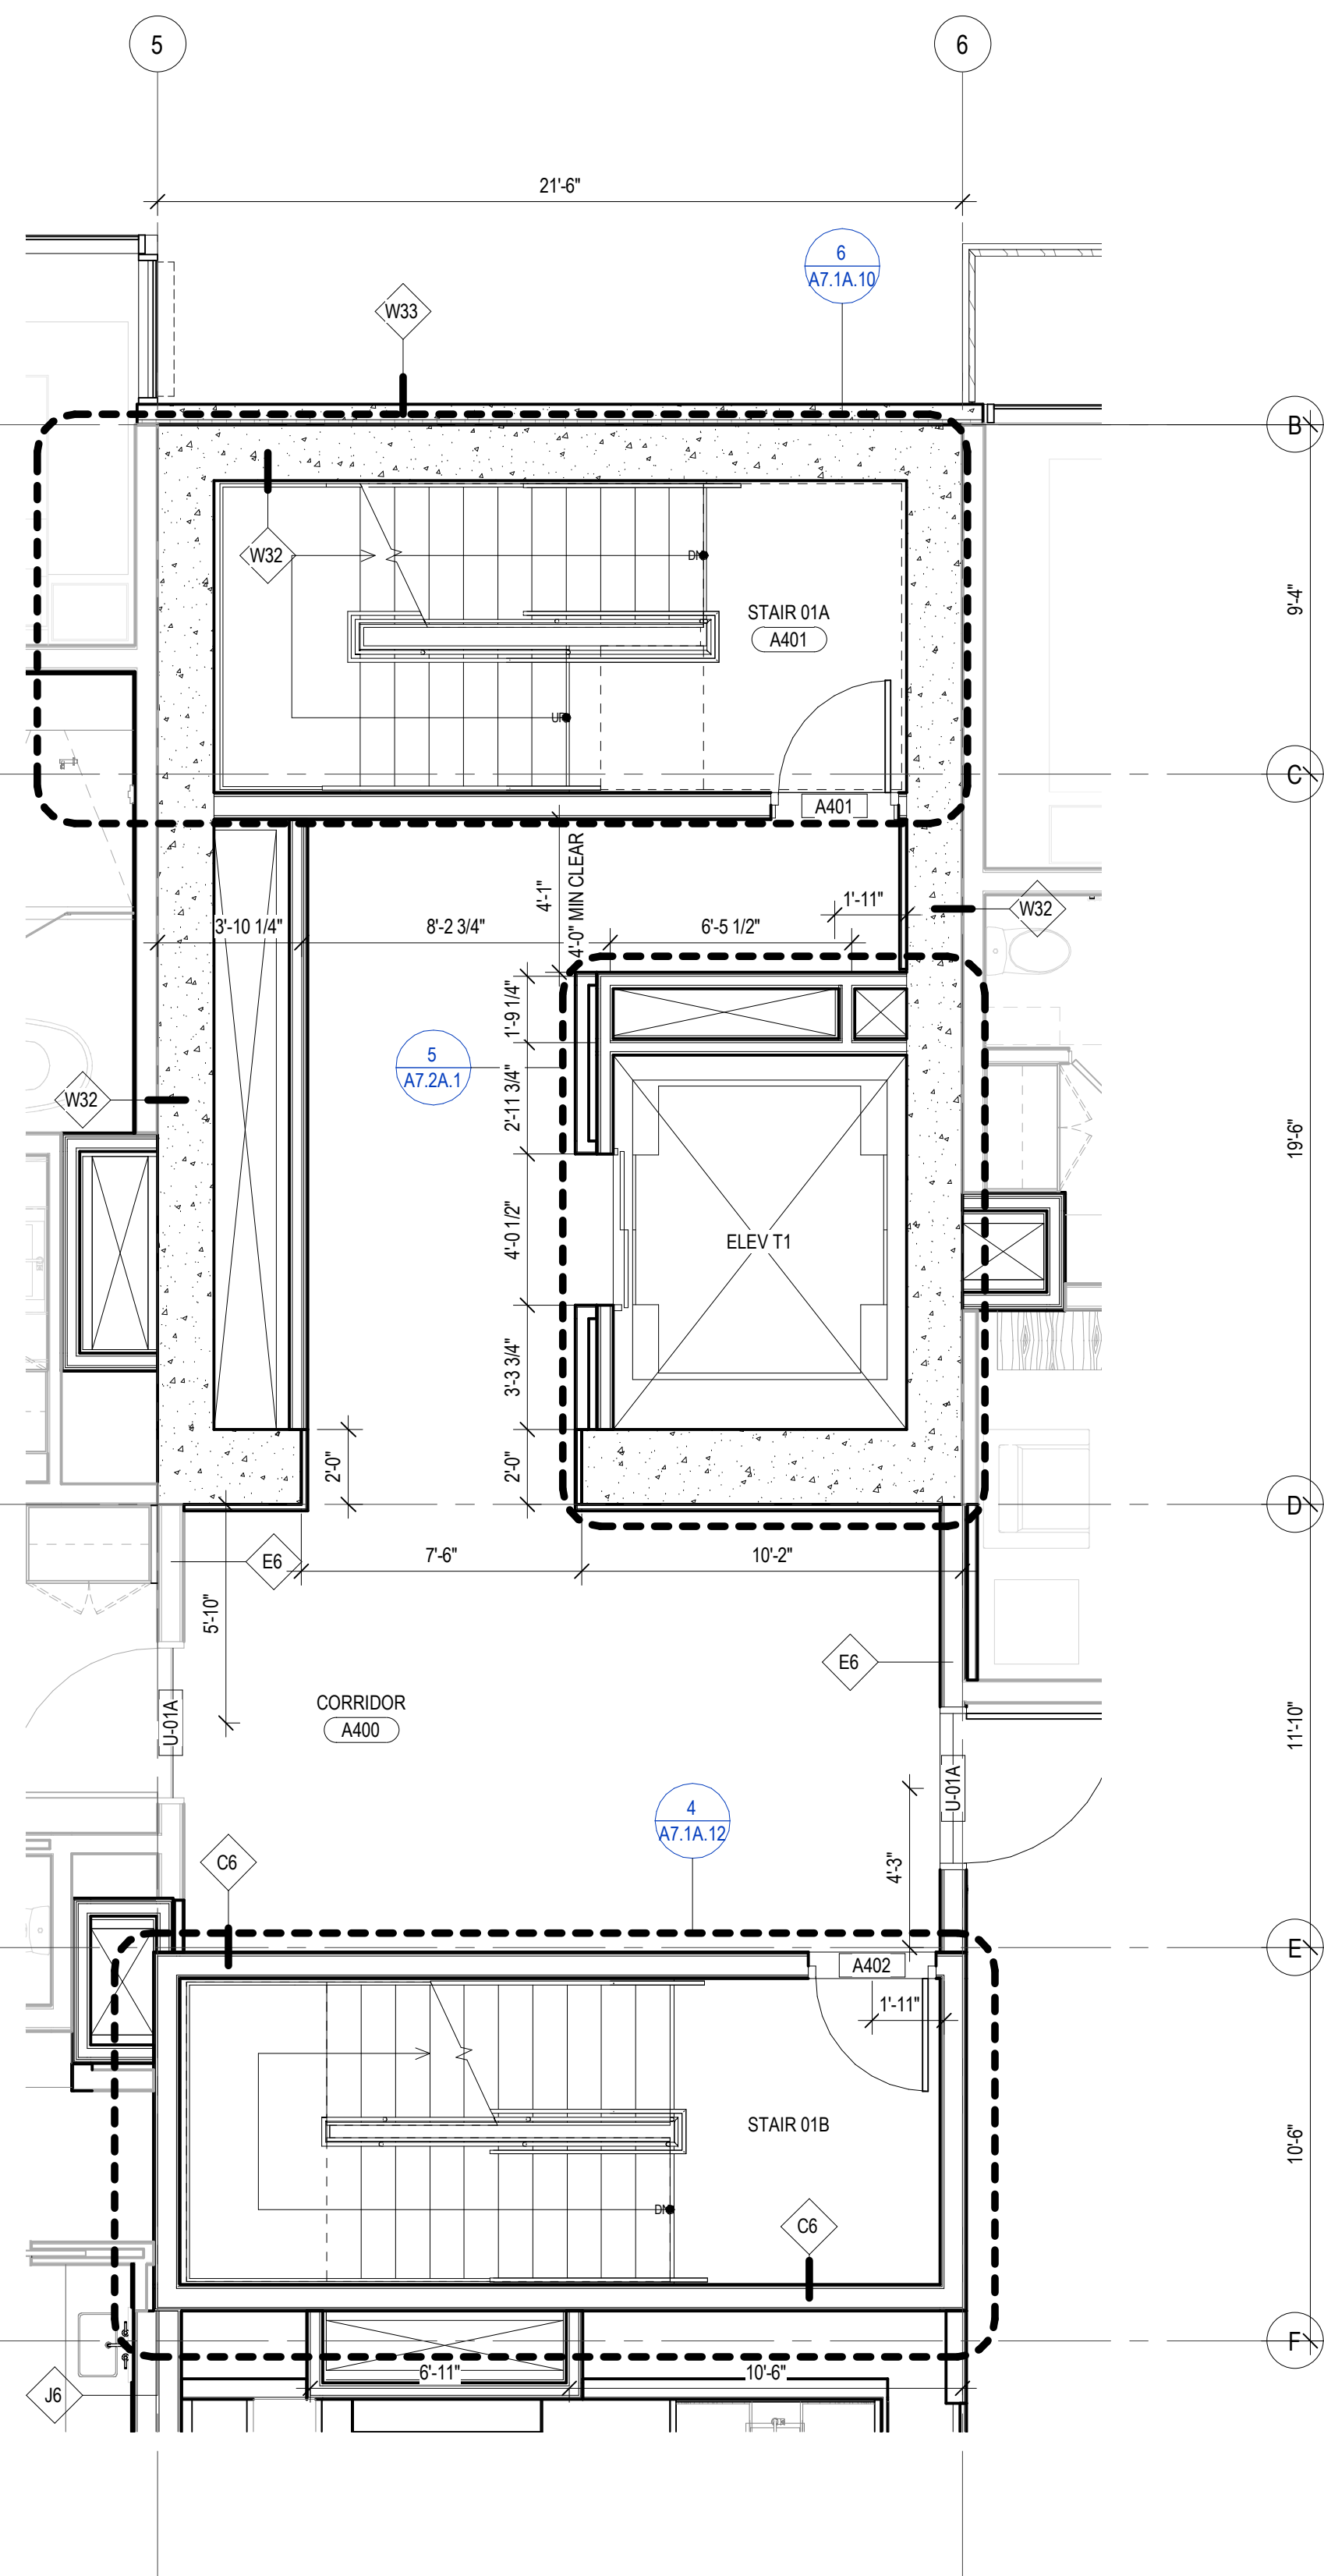 5
6
21'-6"
6
A7.1A.10
W33
B
W32
DN
9'-4"
STAIR 01A
A401
UP
C
A401
4'-1"
4'-0" MIN CLEAR
3'-10 1/4"
8'-2 3/4"
6'-5 1/2"
1'-11"
W32
1'-9 1/4"
5
A7.2A.1
2'-11 3/4"
W32
19'-6"
4'-0 1/2"
ELEV T1
3'-3 3/4"
2'-0"
2'-0"
D
E6
7'-6"
10'-2"
5'-10"
E6
CORRIDOR
A400
U-01A
11'-10"
U-01A
4
A7.1A.12
C6
4'-3"
E
A402
1'-11"
STAIR 01B
10'-6"
DN
C6
F
6'-11"
10'-6"
J6